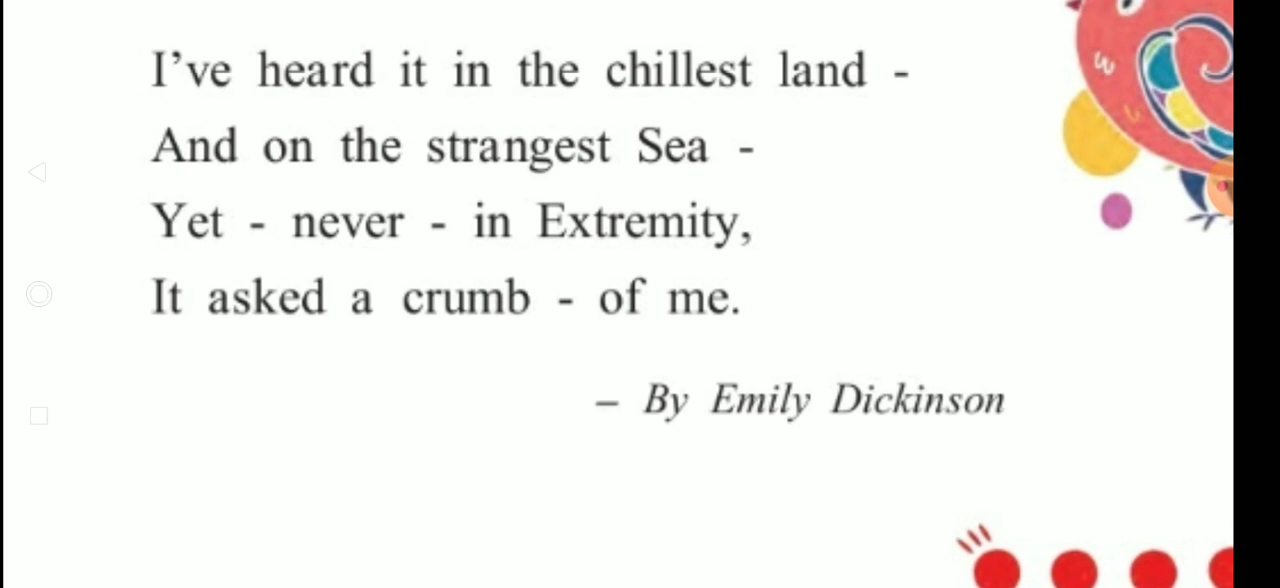 I've heard it in the chillest land -
And on the strangest Sea -
Yet - never - in Extremity,
It asked a crumb - of me.
– By Emily Dickinson